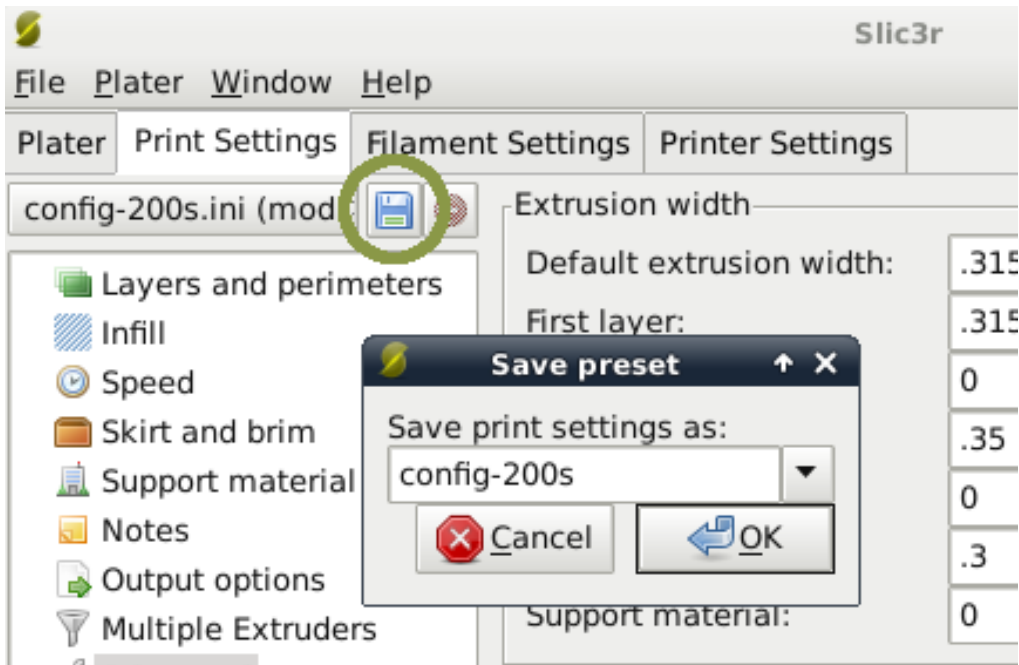 Slic3r
File Plater Window Help
Plater Print Settings Filament Settings Printer Settings
config-200s.ini (mod
Layers and perimeters
Infill
Speed
Skirt and brim
Support material
Notes
Output options
Multiple Extruders
Extrusion width
Default extrusion width: .315
First layer: .315
0
.35
0
.3
Support material: 0
Save preset
Save print settings as:
config-200s
Cancel OK